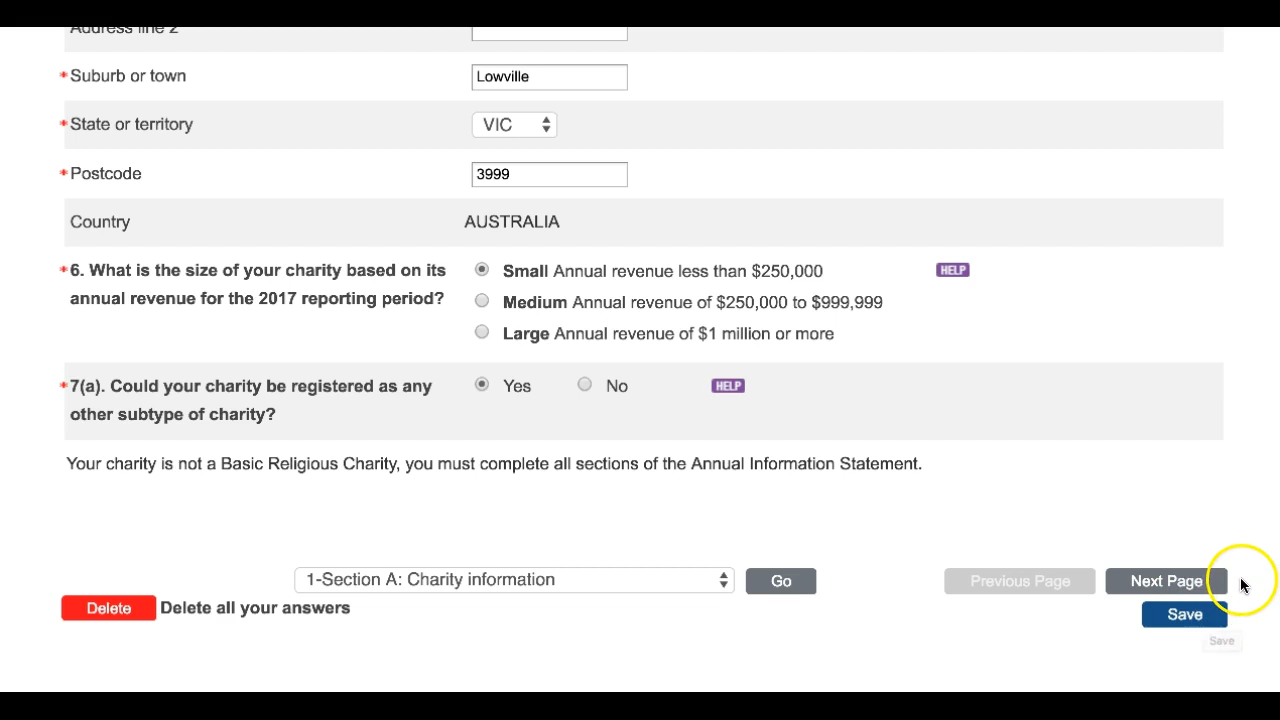 Address line 2
* Suburb or town
Lowville
* State or territory
VIC
* Postcode
3999
Country
AUSTRALIA
* 6. What is the size of your charity based on its
annual revenue for the 2017 reporting period?
Small Annual revenue less than $250,000
HELP
Medium Annual revenue of $250,000 to $999,999
Large Annual revenue of $1 million or more
* 7(a). Could your charity be registered as any
other subtype of charity?
Yes
No
HELP
Your charity is not a Basic Religious Charity, you must complete all sections of the Annual Information Statement.
1-Section A: Charity information
Go
Previous Page
Next Page
Delete
Delete all your answers
Save
Save